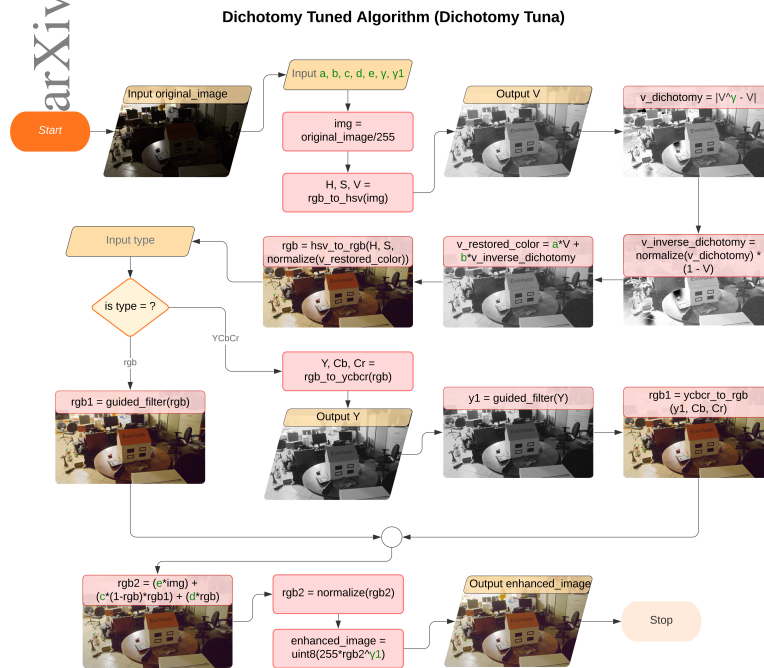 Dichotomy Tuned Algorithm (Dichotomy Tuna)
arXiv
Start
Input original_image
Input a, b, c, d, e, γ, γ1
img =
original_image/255
H, S, V =
rgb_to_hsv(img)
Output V
v_dichotomy = |V^γ - V|
v_inverse_dichotomy =
normalize(v_dichotomy) *
(1 - V)
v_restored_color = a*V +
b*v_inverse_dichotomy
rgb = hsv_to_rgb(H, S,
normalize(v_restored_color))
Input type
is type = ?
YCbCr
rgb
Y, Cb, Cr =
rgb_to_ycbcr(rgb)
Output Y
y1 = guided_filter(Y)
rgb1 = ycbcr_to_rgb
(y1, Cb, Cr)
rgb1 = guided_filter(rgb)
rgb2 = (e*img) +
(c*(1-rgb)*rgb1) + (d*rgb)
rgb2 = normalize(rgb2)
enhanced_image =
uint8(255*rgb2^γ1)
Output enhanced_image
Stop